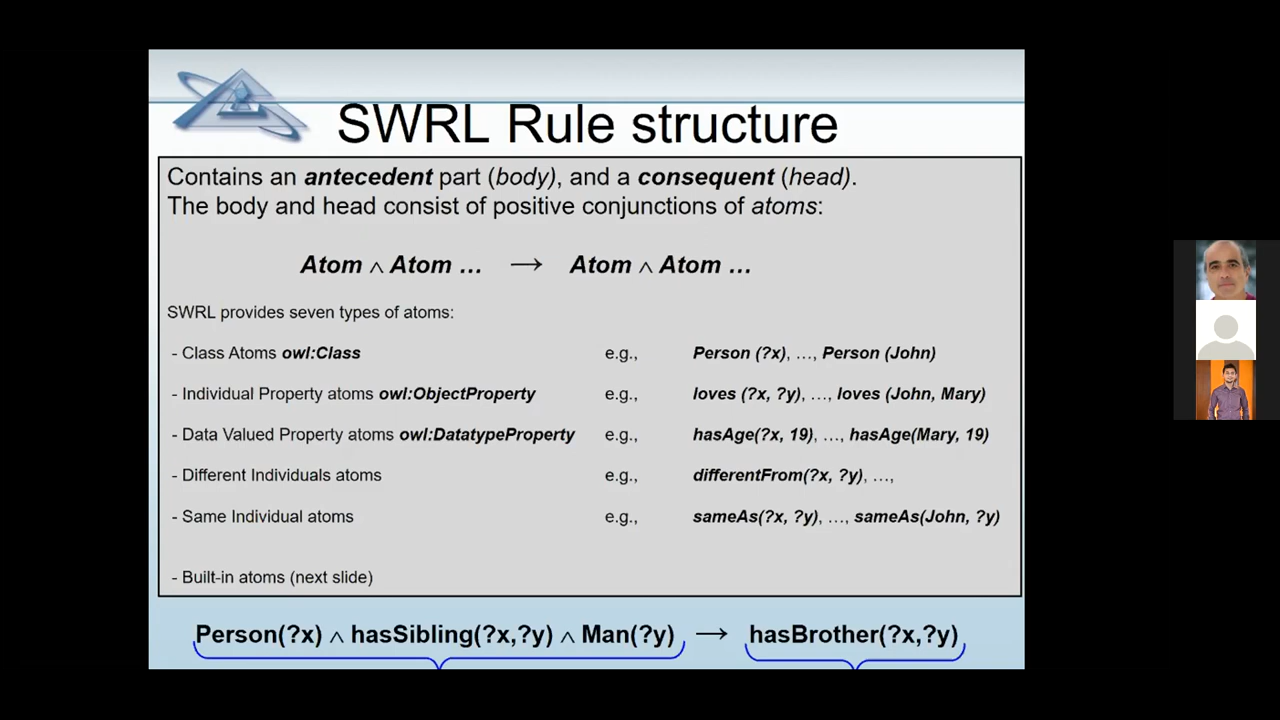 SWRL Rule structure
Contains an antecedent part (body), and a consequent (head).
The body and head consist of positive conjunctions of atoms:
Atom ∧ Atom … → Atom ∧ Atom …
SWRL provides seven types of atoms:
- Class Atoms owl:Class e.g., Person (?x), …, Person (John)
- Individual Property atoms owl:ObjectProperty e.g., loves (?x, ?y), …, loves (John, Mary)
- Data Valued Property atoms owl:DatatypeProperty e.g., hasAge(?x, 19), …, hasAge(Mary, 19)
- Different Individuals atoms e.g., differentFrom(?x, ?y), …,
- Same Individual atoms e.g., sameAs(?x, ?y), …, sameAs(John, ?y)
- Built-in atoms (next slide)
Person(?x) ∧ hasSibling(?x,?y) ∧ Man(?y) → hasBrother(?x,?y)